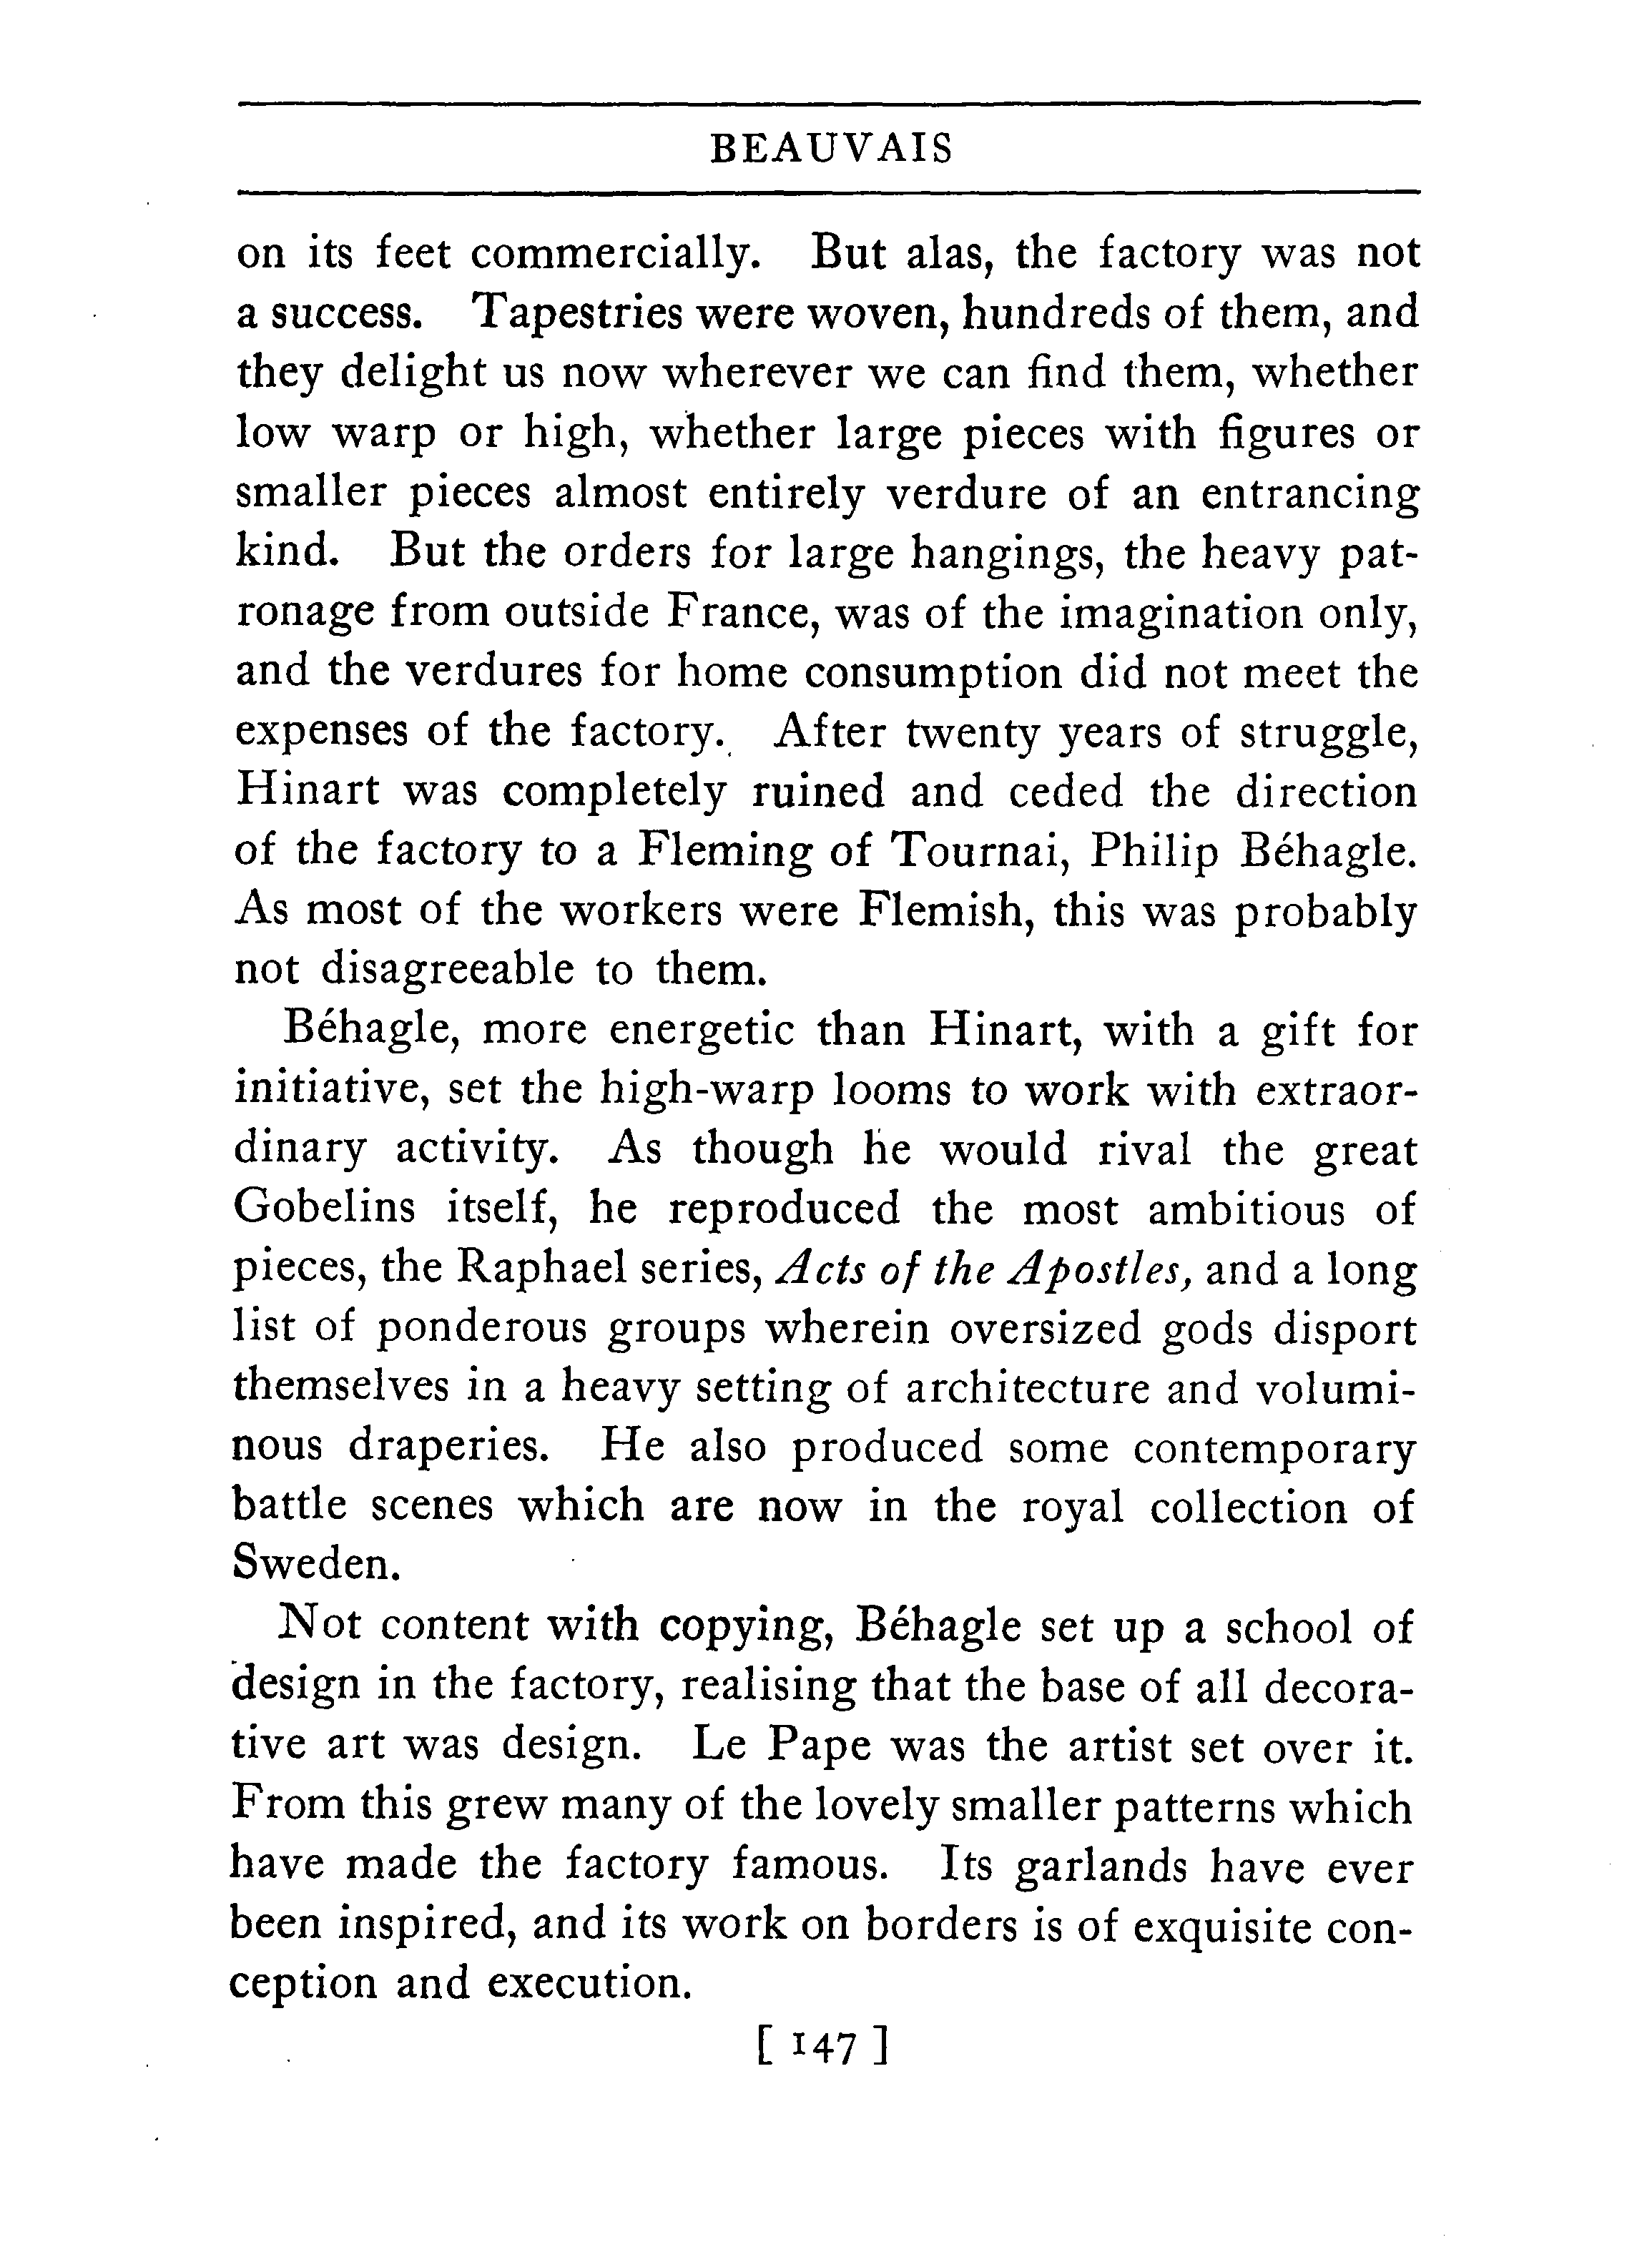 BEAUVAIS
on its feet commercially. But alas, the factory was not
a success. Tapestries were woven, hundreds of them, and
they delight us now wherever we can find them, whether
low warp or high, whether large pieces with figures or
smaller pieces almost entirely verdure of an entrancing
kind. But the orders for large hangings, the heavy pat-
ronage from outside France, was of the imagination only,
and the verdures for home consumption did not meet the
expenses of the factory. After twenty years of struggle,
Hinart was completely ruined and ceded the direction
of the factory to a Fleming of Tournai, Philip Béhagle.
As most of the workers were Flemish, this was probably
not disagreeable to them.
Béhagle, more energetic than Hinart, with a gift for
initiative, set the high-warp looms to work with extraor-
dinary activity. As though he would rival the great
Gobelins itself, he reproduced the most ambitious of
pieces, the Raphael series, Acts of the Apostles, and a long
list of ponderous groups wherein oversized gods disport
themselves in a heavy setting of architecture and volumi-
nous draperies. He also produced some contemporary
battle scenes which are now in the royal collection of
Sweden.
Not content with copying, Béhagle set up a school of
design in the factory, realising that the base of all decora-
tive art was design. Le Pape was the artist set over it.
From this grew many of the lovely smaller patterns which
have made the factory famous. Its garlands have ever
been inspired, and its work on borders is of exquisite con-
ception and execution.
[ 147 ]